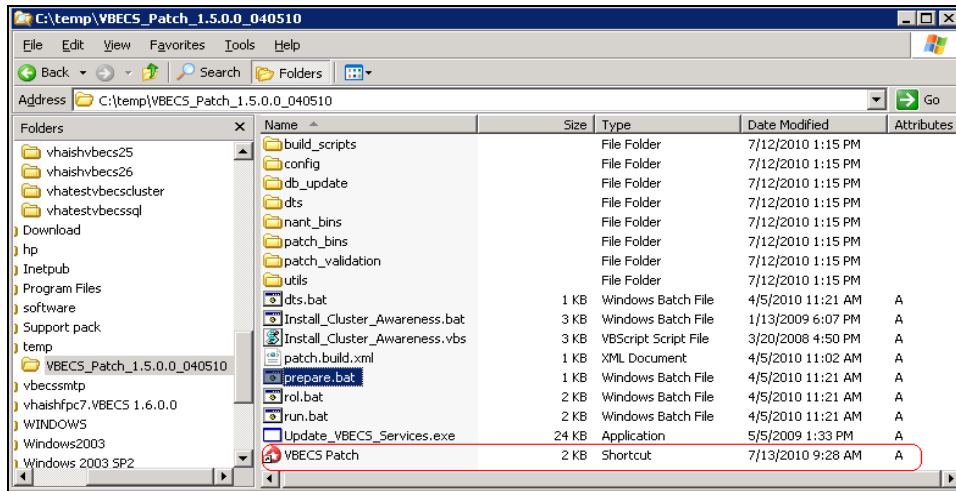 C:\temp\VBECS_Patch_1.5.0.0_040510
File Edit View Favorites Tools Help
Back Search Folders
Address C:\temp\VBECS_Patch_1.5.0.0_040510 Go
Folders x Name Size Type Date Modified Attributes
vhaishvbecs25
vhaishvbecs26
vhatestvbecscluster
vhatestvbecssql
Download
hp
Inetpub
Program Files
software
Support pack
temp
VBECS_Patch_1.5.0.0_040510
vbecssmtp
vhaishfpc7.VBECS 1.6.0.0
WINDOWS
Windows2003
Windows 2003 SP2
build_scripts File Folder 7/12/2010 1:15 PM
config File Folder 7/12/2010 1:15 PM
db_update File Folder 7/12/2010 1:15 PM
dts File Folder 7/12/2010 1:15 PM
nant_bins File Folder 7/12/2010 1:15 PM
patch_bins File Folder 7/12/2010 1:15 PM
patch_validation File Folder 7/12/2010 1:15 PM
utils File Folder 7/12/2010 1:15 PM
dts.bat 1 KB Windows Batch File 4/5/2010 11:21 AM A
Install_Cluster_Awareness.bat 3 KB Windows Batch File 1/13/2009 6:07 PM A
Install_Cluster_Awareness.vbs 3 KB VBScript Script File 3/20/2008 4:50 PM A
patch.build.xml 1 KB XML Document 4/5/2010 11:02 AM A
prepare.bat 1 KB Windows Batch File 4/5/2010 11:21 AM A
rol.bat 2 KB Windows Batch File 4/5/2010 11:21 AM A
run.bat 2 KB Windows Batch File 4/5/2010 11:21 AM A
Update_VBECS_Services.exe 24 KB Application 5/5/2009 1:33 PM A
VBECS Patch 2 KB Shortcut 7/13/2010 9:28 AM A